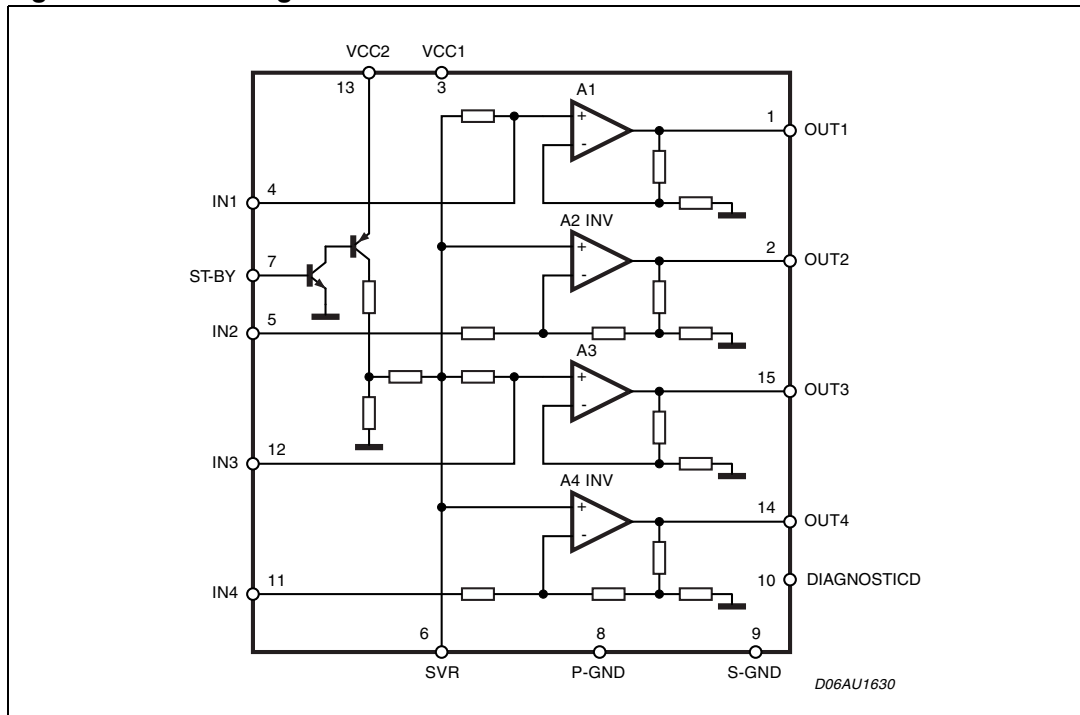 VCC2 VCC1
13 3
A1
+
-
1 OUT1
4
IN1
A2 INV
+
-
2 OUT2
7
ST-BY
5
IN2
A3
+
-
15 OUT3
12
IN3
A4 INV
+
-
14 OUT4
10 DIAGNOSTICD
11
IN4
6 8 9
SVR P-GND S-GND
D06AU1630